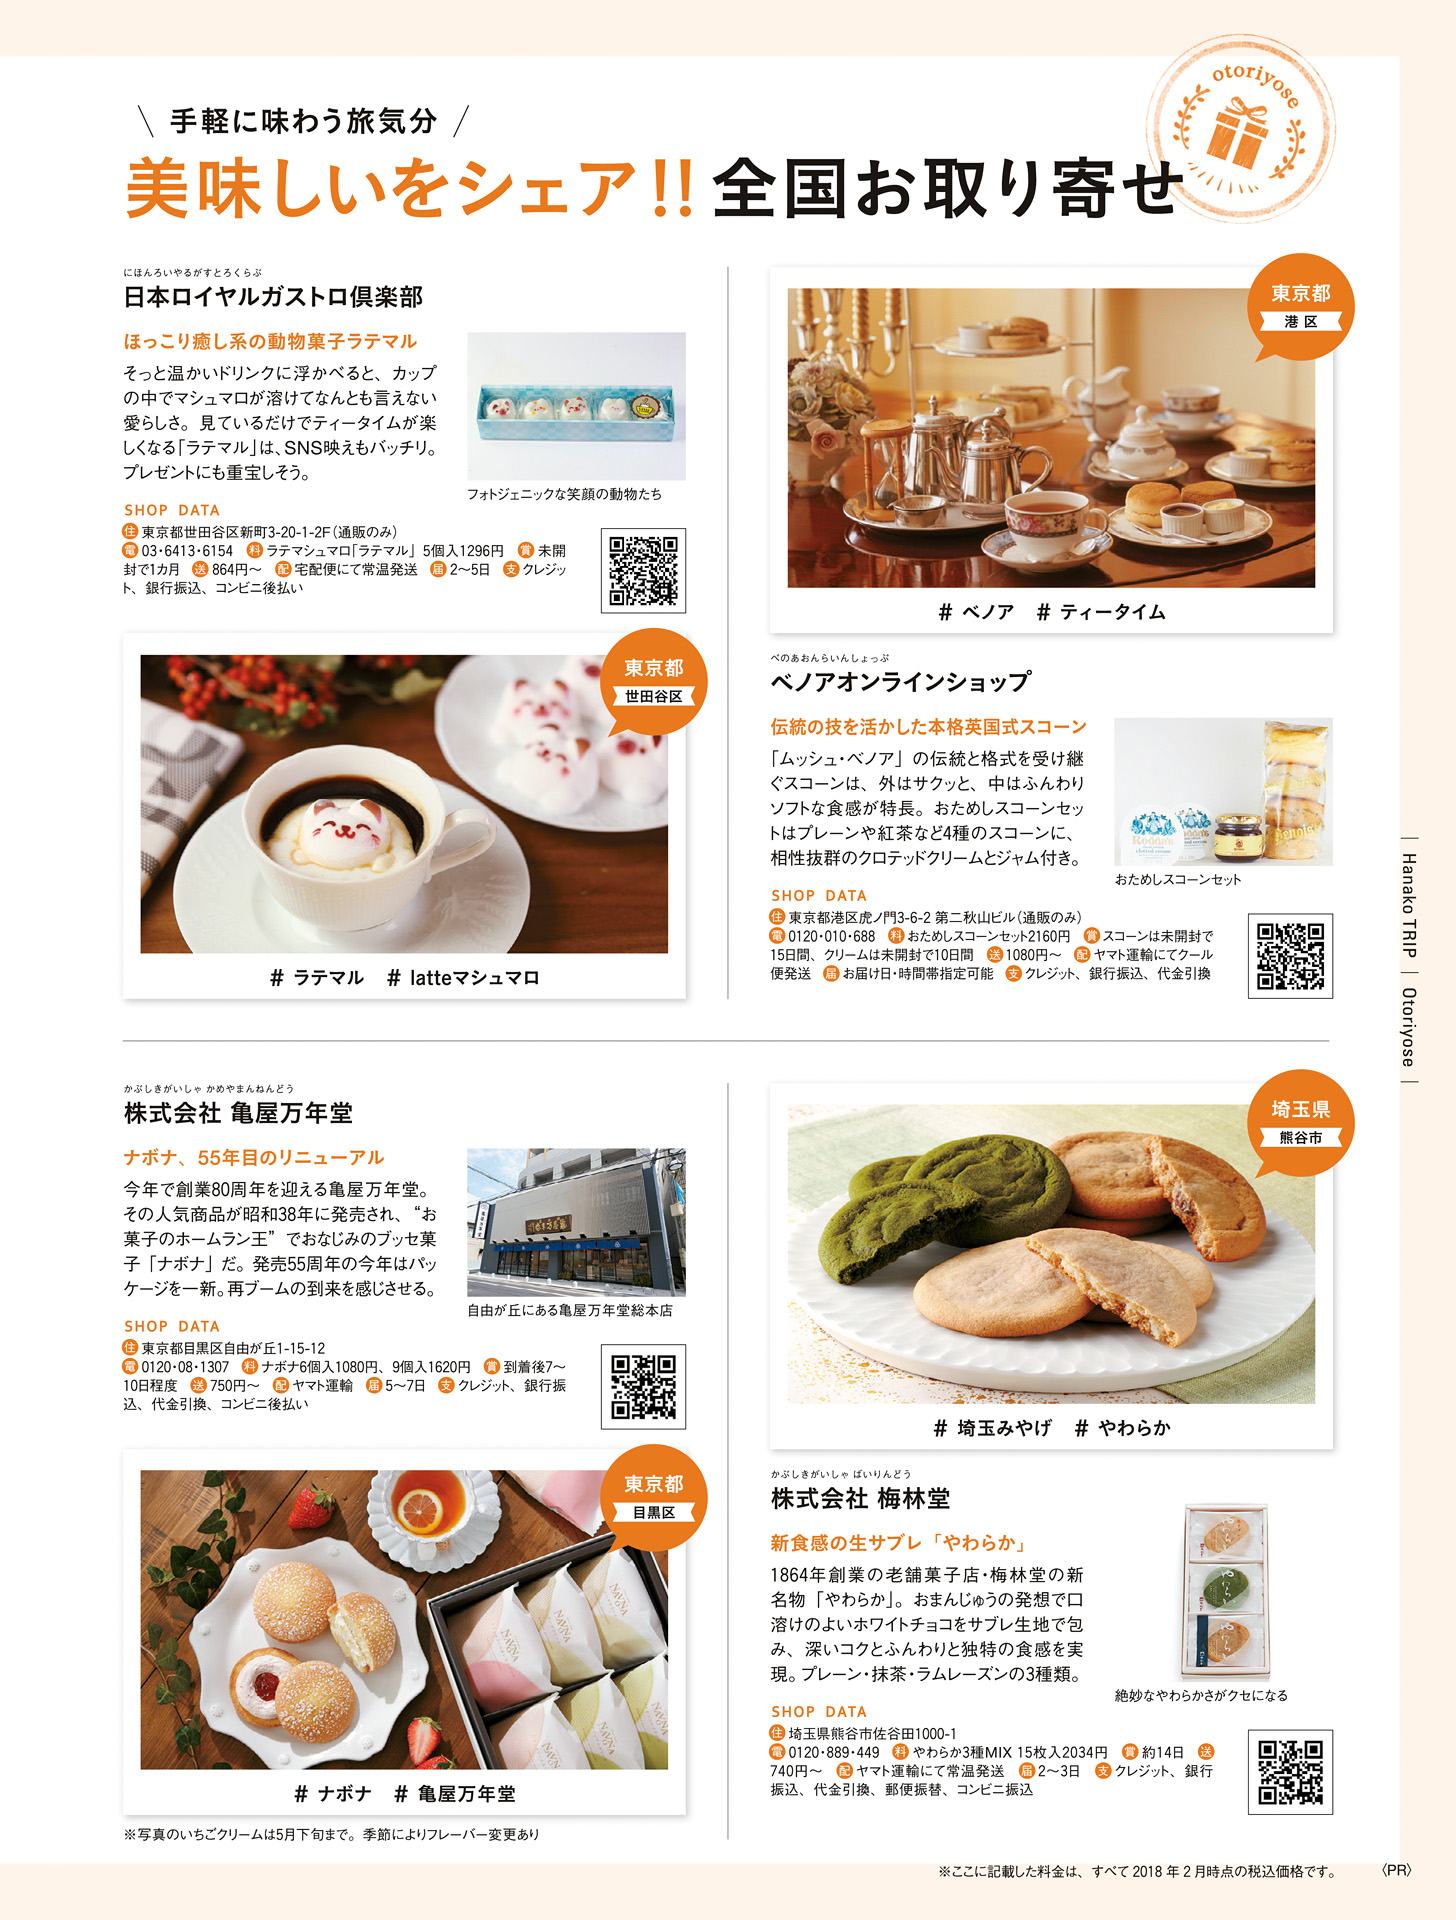 otoriyose
手軽に味わう旅気分
美味しいをシェア!!全国お取り寄せ
にほんろいやるがすとろくらぶ
日本ロイヤルガストロ倶楽部
ほっこり癒し系の動物菓子ラテマル
そっと温かいドリンクに浮かべると、カップ
の中でマシュマロが溶けてなんとも言えない
愛らしさ。見ているだけでティータイムが楽
しくなる「ラテマル」は、SNS映えもバッチリ。
プレゼントにも重宝しそう。
フォトジェニックな笑顔の動物たち
SHOP DATA
住 東京都世田谷区新町3-20-1-2F(通販のみ)
電 03・6413・6154 料 ラテマシュマロ「ラテマル」5個入1296円 賞 未開
封で1カ月 送 864円〜 配 宅配便にて常温発送 届 2〜5日 支 クレジッ
ト、銀行振込、コンビニ後払い
東京都
世田谷区
# ラテマル # latteマシュマロ
東京都
港区
# ベノア # ティータイム
べのあおんらいんしょっぷ
ベノアオンラインショップ
伝統の技を活かした本格英国式スコーン
「ムッシュ・ベノア」の伝統と格式を受け継
ぐスコーンは、外はサクッと、中はふんわり
ソフトな食感が特長。おためしスコーンセッ
トはプレーンや紅茶など4種のスコーンに、
相性抜群のクロテッドクリームとジャム付き。
Rodda's
Rodda's
Benoist
おためしスコーンセット
SHOP DATA
住 東京都港区虎ノ門3-6-2 第二秋山ビル(通販のみ)
電 0120・010・688 料 おためしスコーンセット2160円 賞 スコーンは未開封で
15日間、クリームは未開封で10日間 送 1080円〜 配 ヤマト運輸にてクール
便発送 届 お届け日・時間帯指定可能 支 クレジット、銀行振込、代金引換
Hanako TRIP | Otoriyose
かぶしきがいしゃ かめやまんねんどう
株式会社 亀屋万年堂
ナボナ、55年目のリニューアル
今年で創業80周年を迎える亀屋万年堂。
その人気商品が昭和38年に発売され、“お
菓子のホームラン王”でおなじみのブッセ菓
子「ナボナ」だ。発売55周年の今年はパッ
ケージを一新。再ブームの到来を感じさせる。
自由が丘にある亀屋万年堂総本店
SHOP DATA
住 東京都目黒区自由が丘1-15-12
電 0120・08・1307 料 ナボナ6個入1080円、9個入1620円 賞 到着後7〜
10日程度 送 750円〜 配 ヤマト運輸 届 5〜7日 支 クレジット、銀行振
込、代金引換、コンビニ後払い
東京都
目黒区
NAVONA
NAVONA
NAVONA
# ナボナ # 亀屋万年堂
※写真のいちごクリームは5月下旬まで。季節によりフレーバー変更あり
埼玉県
熊谷市
# 埼玉みやげ # やわらか
かぶしきがいしゃ ばいりんどう
株式会社 梅林堂
新食感の生サブレ「やわらか」
1864年創業の老舗菓子店・梅林堂の新
名物「やわらか」。おまんじゅうの発想で口
溶けのよいホワイトチョコをサブレ生地で包
み、深いコクとふんわりと独特の食感を実
現。プレーン・抹茶・ラムレーズンの3種類。
やわらか
やわらか
やわらか
絶妙なやわらかさがクセになる
SHOP DATA
住 埼玉県熊谷市佐谷田1000-1
電 0120・889・449 料 やわらか3種MIX 15枚入2034円 賞 約14日 送
740円〜 配 ヤマト運輸にて常温発送 届 2〜3日 支 クレジット、銀行
振込、代金引換、郵便振替、コンビニ振込
※ここに記載した料金は、すべて2018年2月時点の税込価格です。
〈PR〉